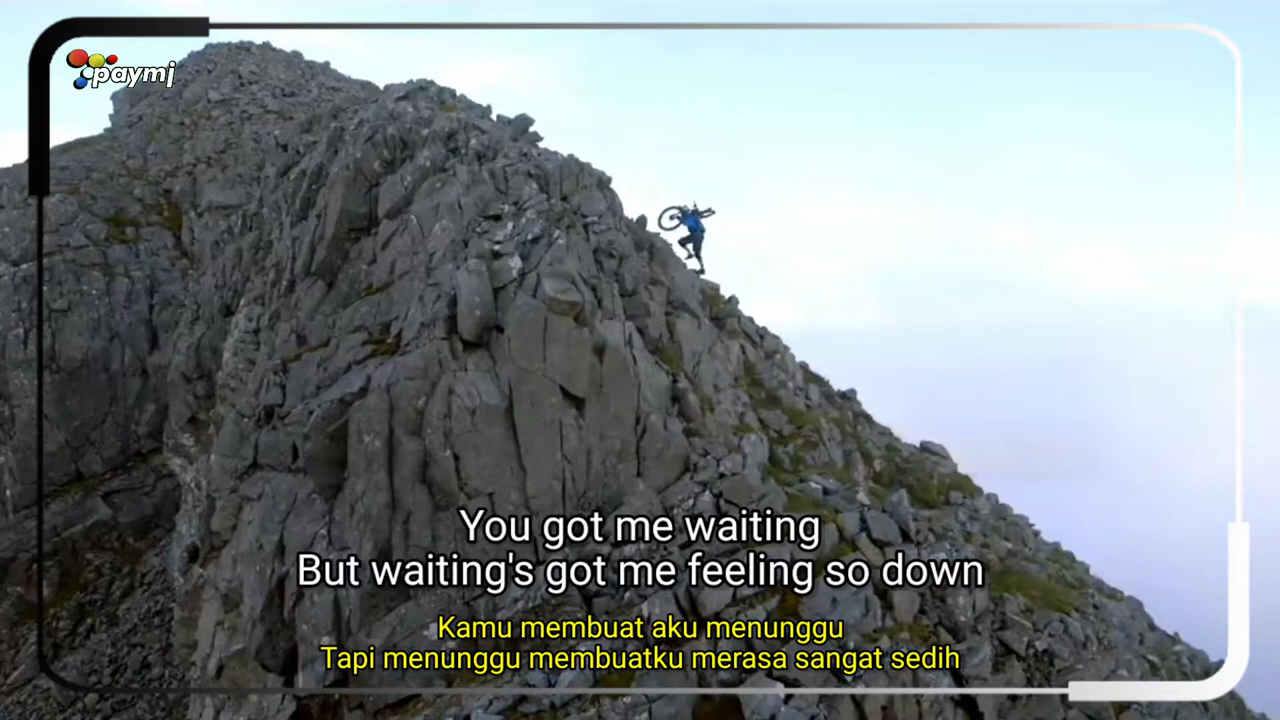 paymj
You got me waiting
But waiting's got me feeling so down
Kamu membuat aku menunggu
Tapi menunggu membuatku merasa sangat sedih